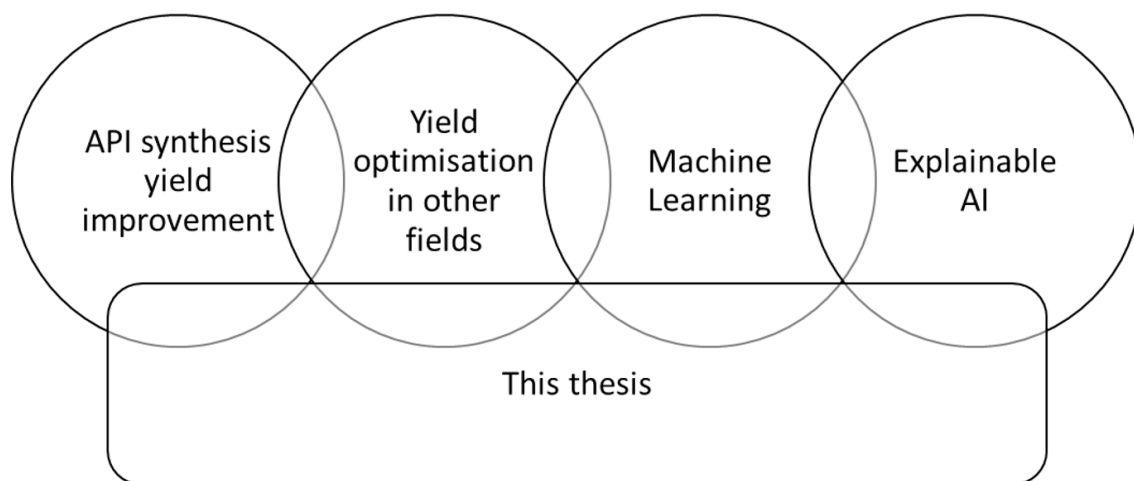 API synthesis
yield
improvement
Yield
optimisation
in other
fields
Machine
Learning
Explainable
AI
This thesis